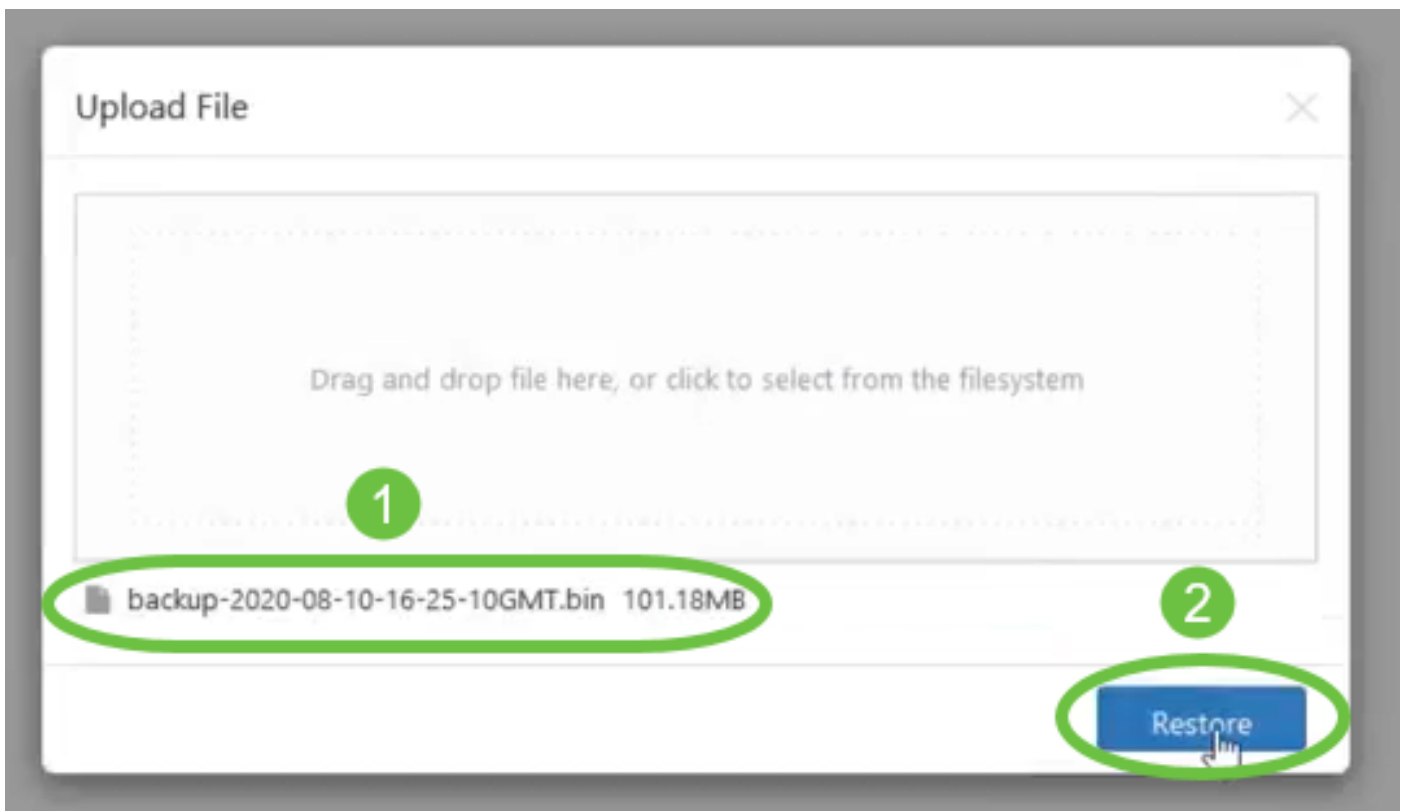 Upload File
Drag and drop file here, or click to select from the filesystem
1
backup-2020-08-10-16-25-10GMT.bin 101.18MB
2
Restore